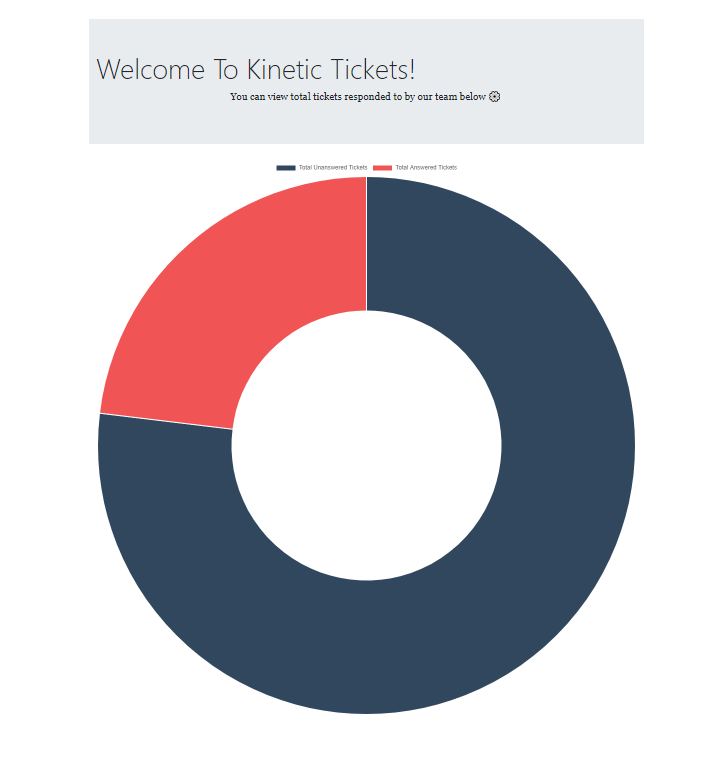 Welcome To Kinetic Tickets!
You can view total tickets responded to by our team below
Total Unanswered Tickets Total Answered Tickets